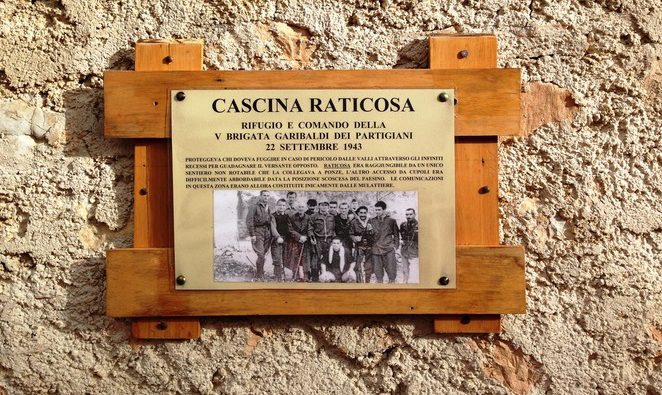 CASCINA RATICOSA
RIFUGIO E COMANDO DELLA
V BRIGATA GARIBALDI DEI PARTIGIANI
22 SETTEMBRE 1943
PROTEGGEVA CHI DOVEVA FUGGIRE IN CASO DI PERICOLO DALLE VALLI ATTRAVERSO GLI INFINITI
RECESSI PER GUADAGNARE IL VERSANTE OPPOSTO. RATICOSA ERA RAGGIUNGIBILE DA UN UNICO
SENTIERO NON ROTABILE CHE LA COLLEGAVA A PONZE, L'ALTRO ACCESSO DA CUPOLI ERA
DIFFICILMENTE ABBORDABILE DATA LA POSIZIONE SCOSCESA DEL PAESINO. LE COMUNICAZIONI
IN QUESTA ZONA ERANO ALLORA COSTITUITE INICAMENTE DALLE MULATTIERE.